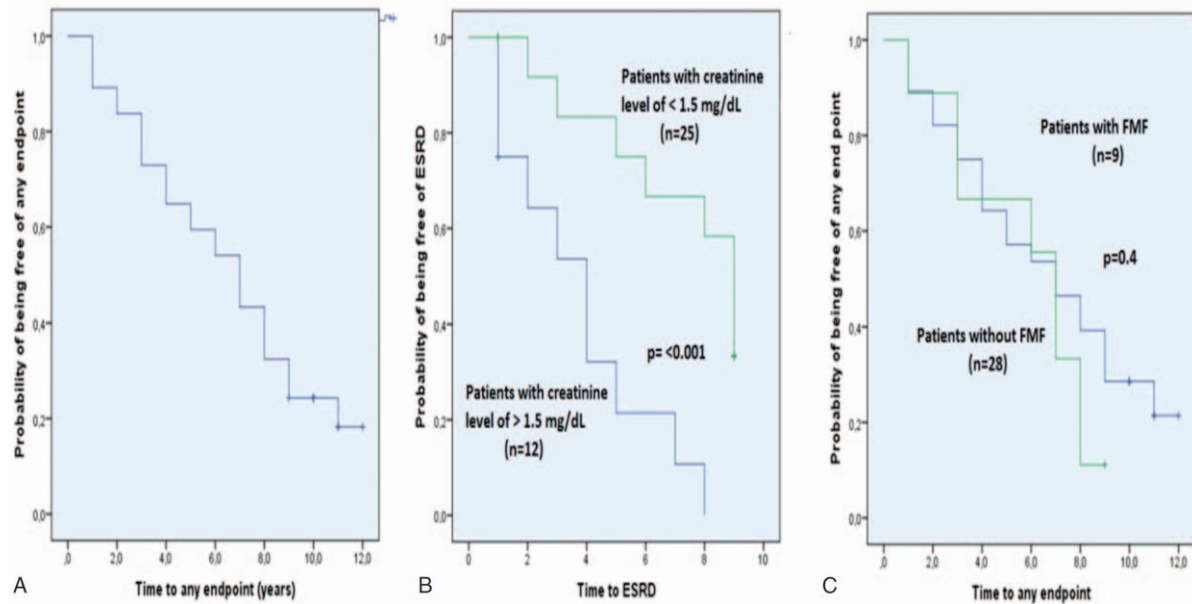 Probability of being free of any endpoint
1,0
0,8
0,6
0,4
0,2
0,0
,0 2,0 4,0 6,0 8,0 10,0 12,0
Time to any endpoint (years)
A
Probability of being free of ESRD
1,0
0,8
0,6
0,4
0,2
0,0
Patients with creatinine
level of < 1.5 mg/dL
(n=25)
p= <0.001
Patients with creatinine
level of > 1.5 mg/dL
(n=12)
0 2 4 6 8 10
Time to ESRD
B
Probability of being free of any end point
1,0
0,8
0,6
0,4
0,2
0,0
Patients with FMF
(n=9)
p=0.4
Patients without FMF
(n=28)
,0 2,0 4,0 6,0 8,0 10,0 12,0
Time to any endpoint
C